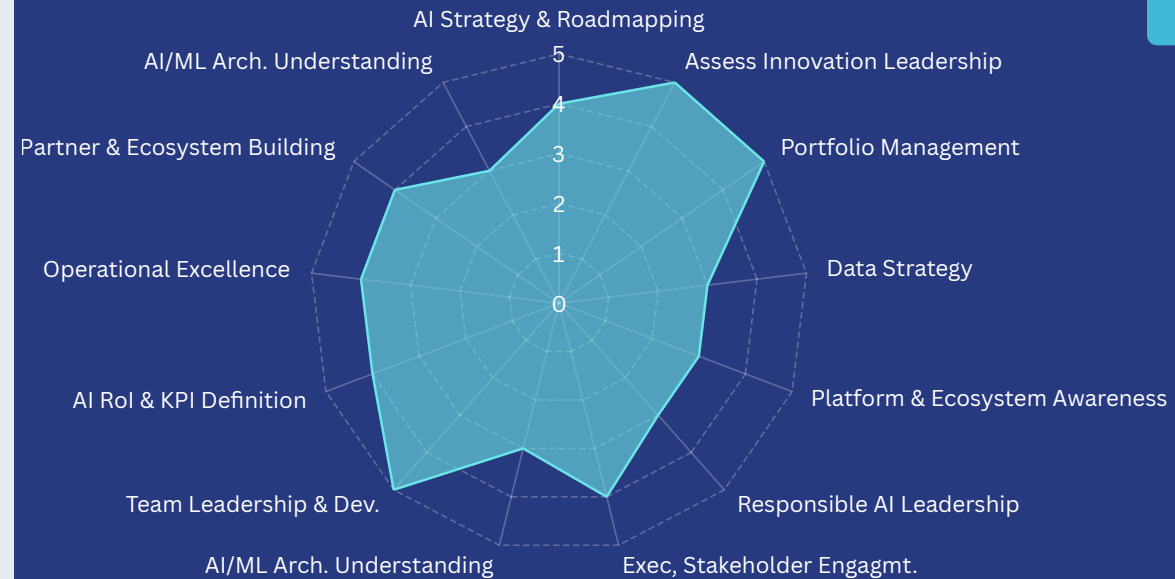 AI Strategy & Roadmapping
AI/ML Arch. Understanding
5
Assess Innovation Leadership
4
Partner & Ecosystem Building
3
Portfolio Management
2
Operational Excellence
1
Data Strategy
0
AI RoI & KPI Definition
Platform & Ecosystem Awareness
Team Leadership & Dev.
Responsible AI Leadership
AI/ML Arch. Understanding
Exec, Stakeholder Engagmt.